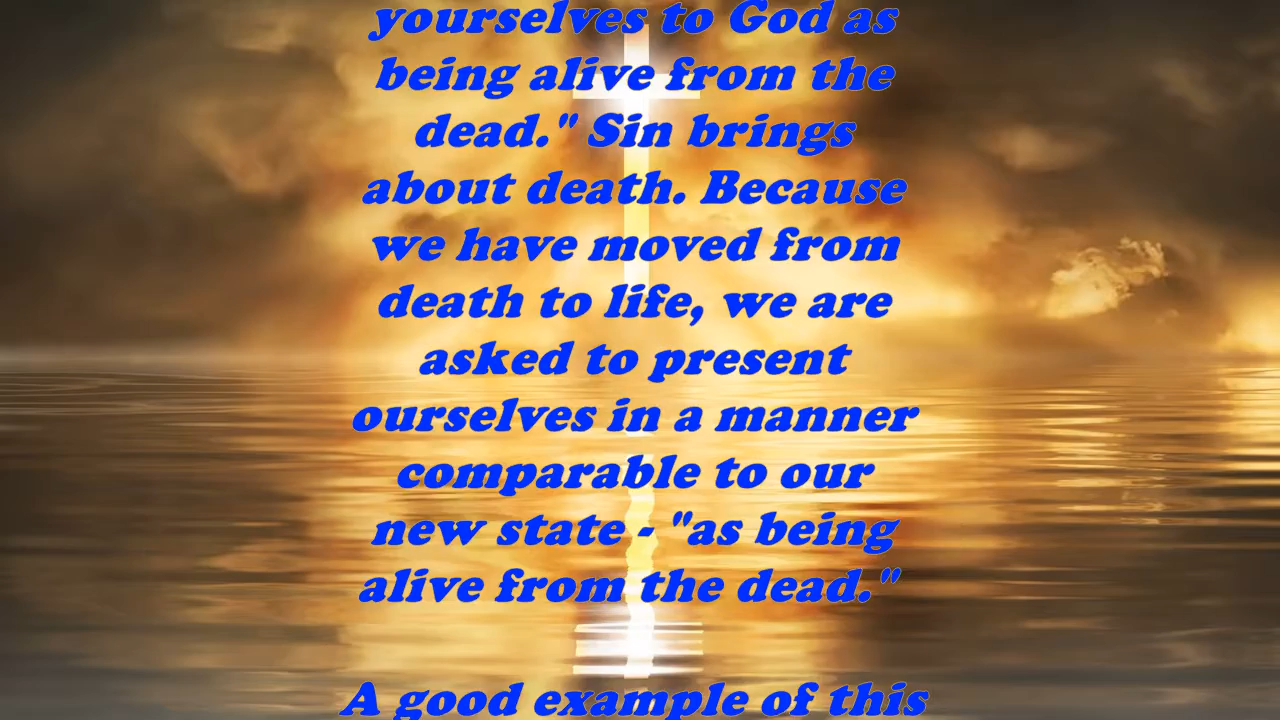 yourselves to God as
being alive from the
dead." Sin brings
about death. Because
we have moved from
death to life, we are
asked to present
ourselves in a manner
comparable to our
new state - "as being
alive from the dead."
A good example of this